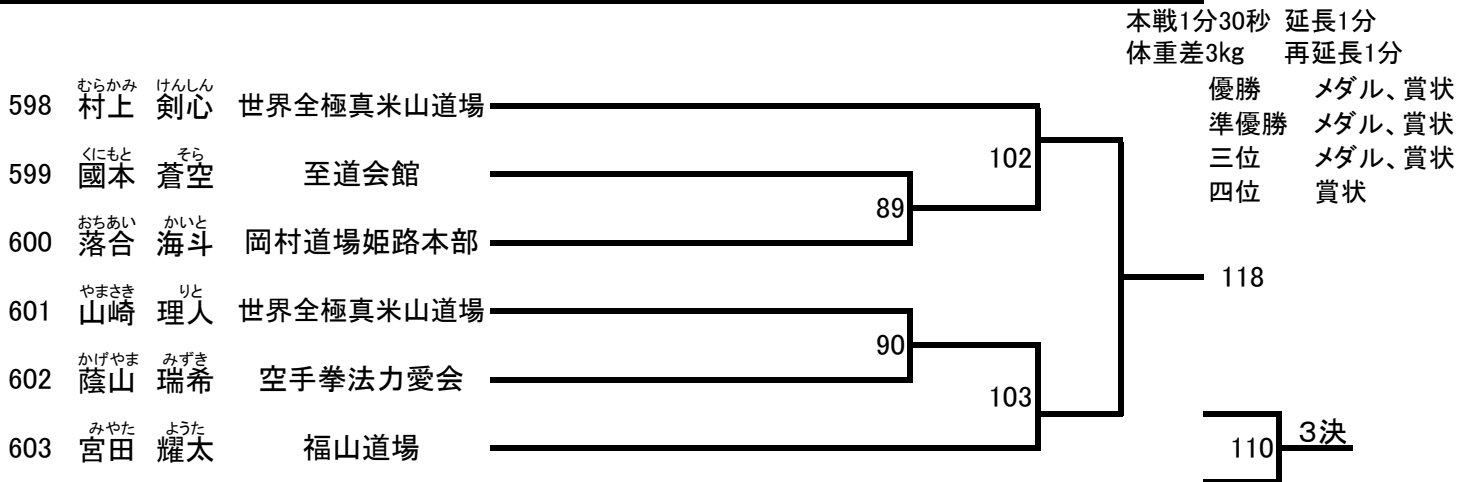 本戦1分30秒 延長1分
体重差3kg 再延長1分
優勝 メダル、賞状
準優勝 メダル、賞状
三位 メダル、賞状
四位 賞状
むらかみ けんしん
598 村上 剣心 世界全極真米山道場
102
くにもと そら
599 國本 蒼空 至道会館
89
おちあい かいと
600 落合 海斗 岡村道場姫路本部
118
やまさき りと
601 山崎 理人 世界全極真米山道場
90
かげやま みずき
602 蔭山 瑞希 空手拳法力愛会
103
みやた ようた
603 宮田 耀太 福山道場
110 3決